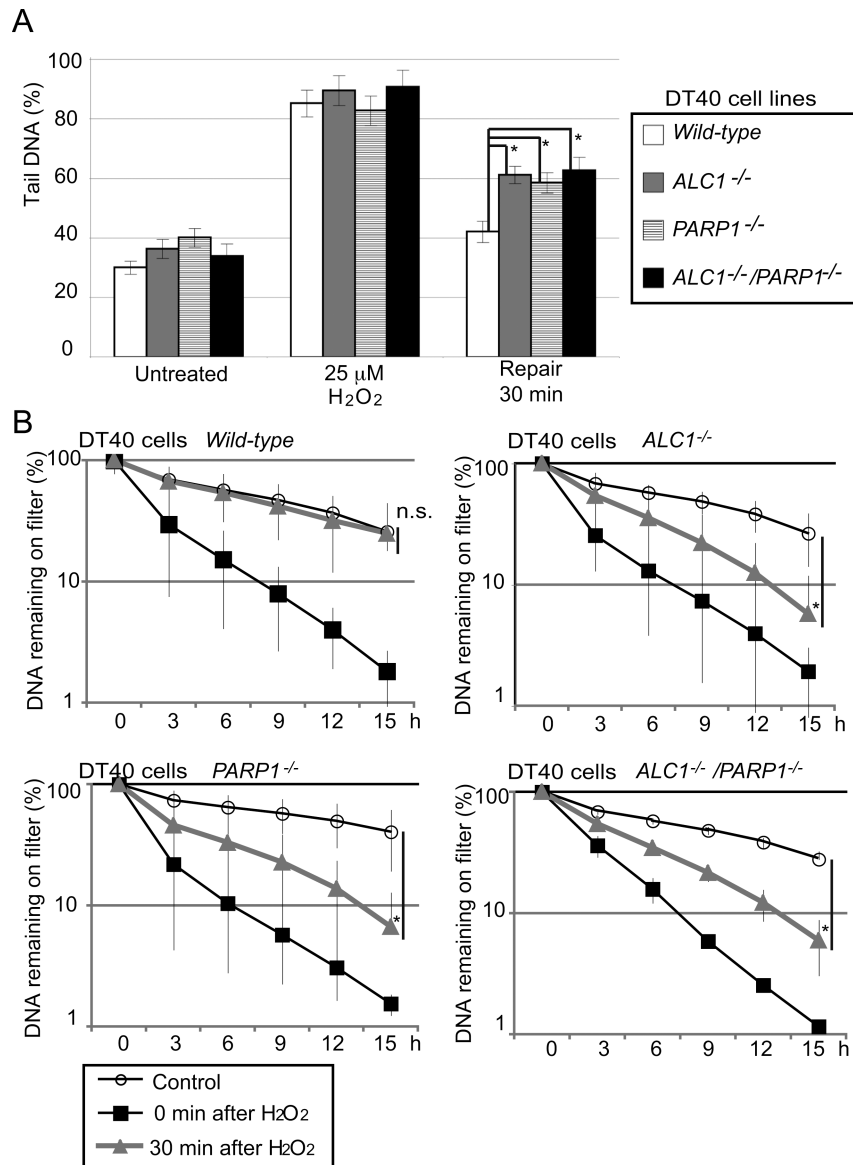 A
100
80
60
40
20
0
Tail DNA (%)
Untreated
25 μM
H2O2
Repair
30 min
* * *
DT40 cell lines
Wild-type
ALC1 -/-
PARP1 -/-
ALC1-/-/PARP1-/-
B
DT40 cells Wild-type
DNA remaining on filter (%)
100
10
1
0 3 6 9 12 15 h
n.s.
DT40 cells ALC1-/-
DNA remaining on filter (%)
100
10
1
0 3 6 9 12 15 h
*
DT40 cells PARP1-/-
DNA remaining on filter (%)
100
10
1
0 3 6 9 12 15 h
*
DT40 cells ALC1-/- /PARP1-/-
DNA remaining on filter (%)
100
10
1
0 3 6 9 12 15 h
*
Control
0 min after H2O2
30 min after H2O2